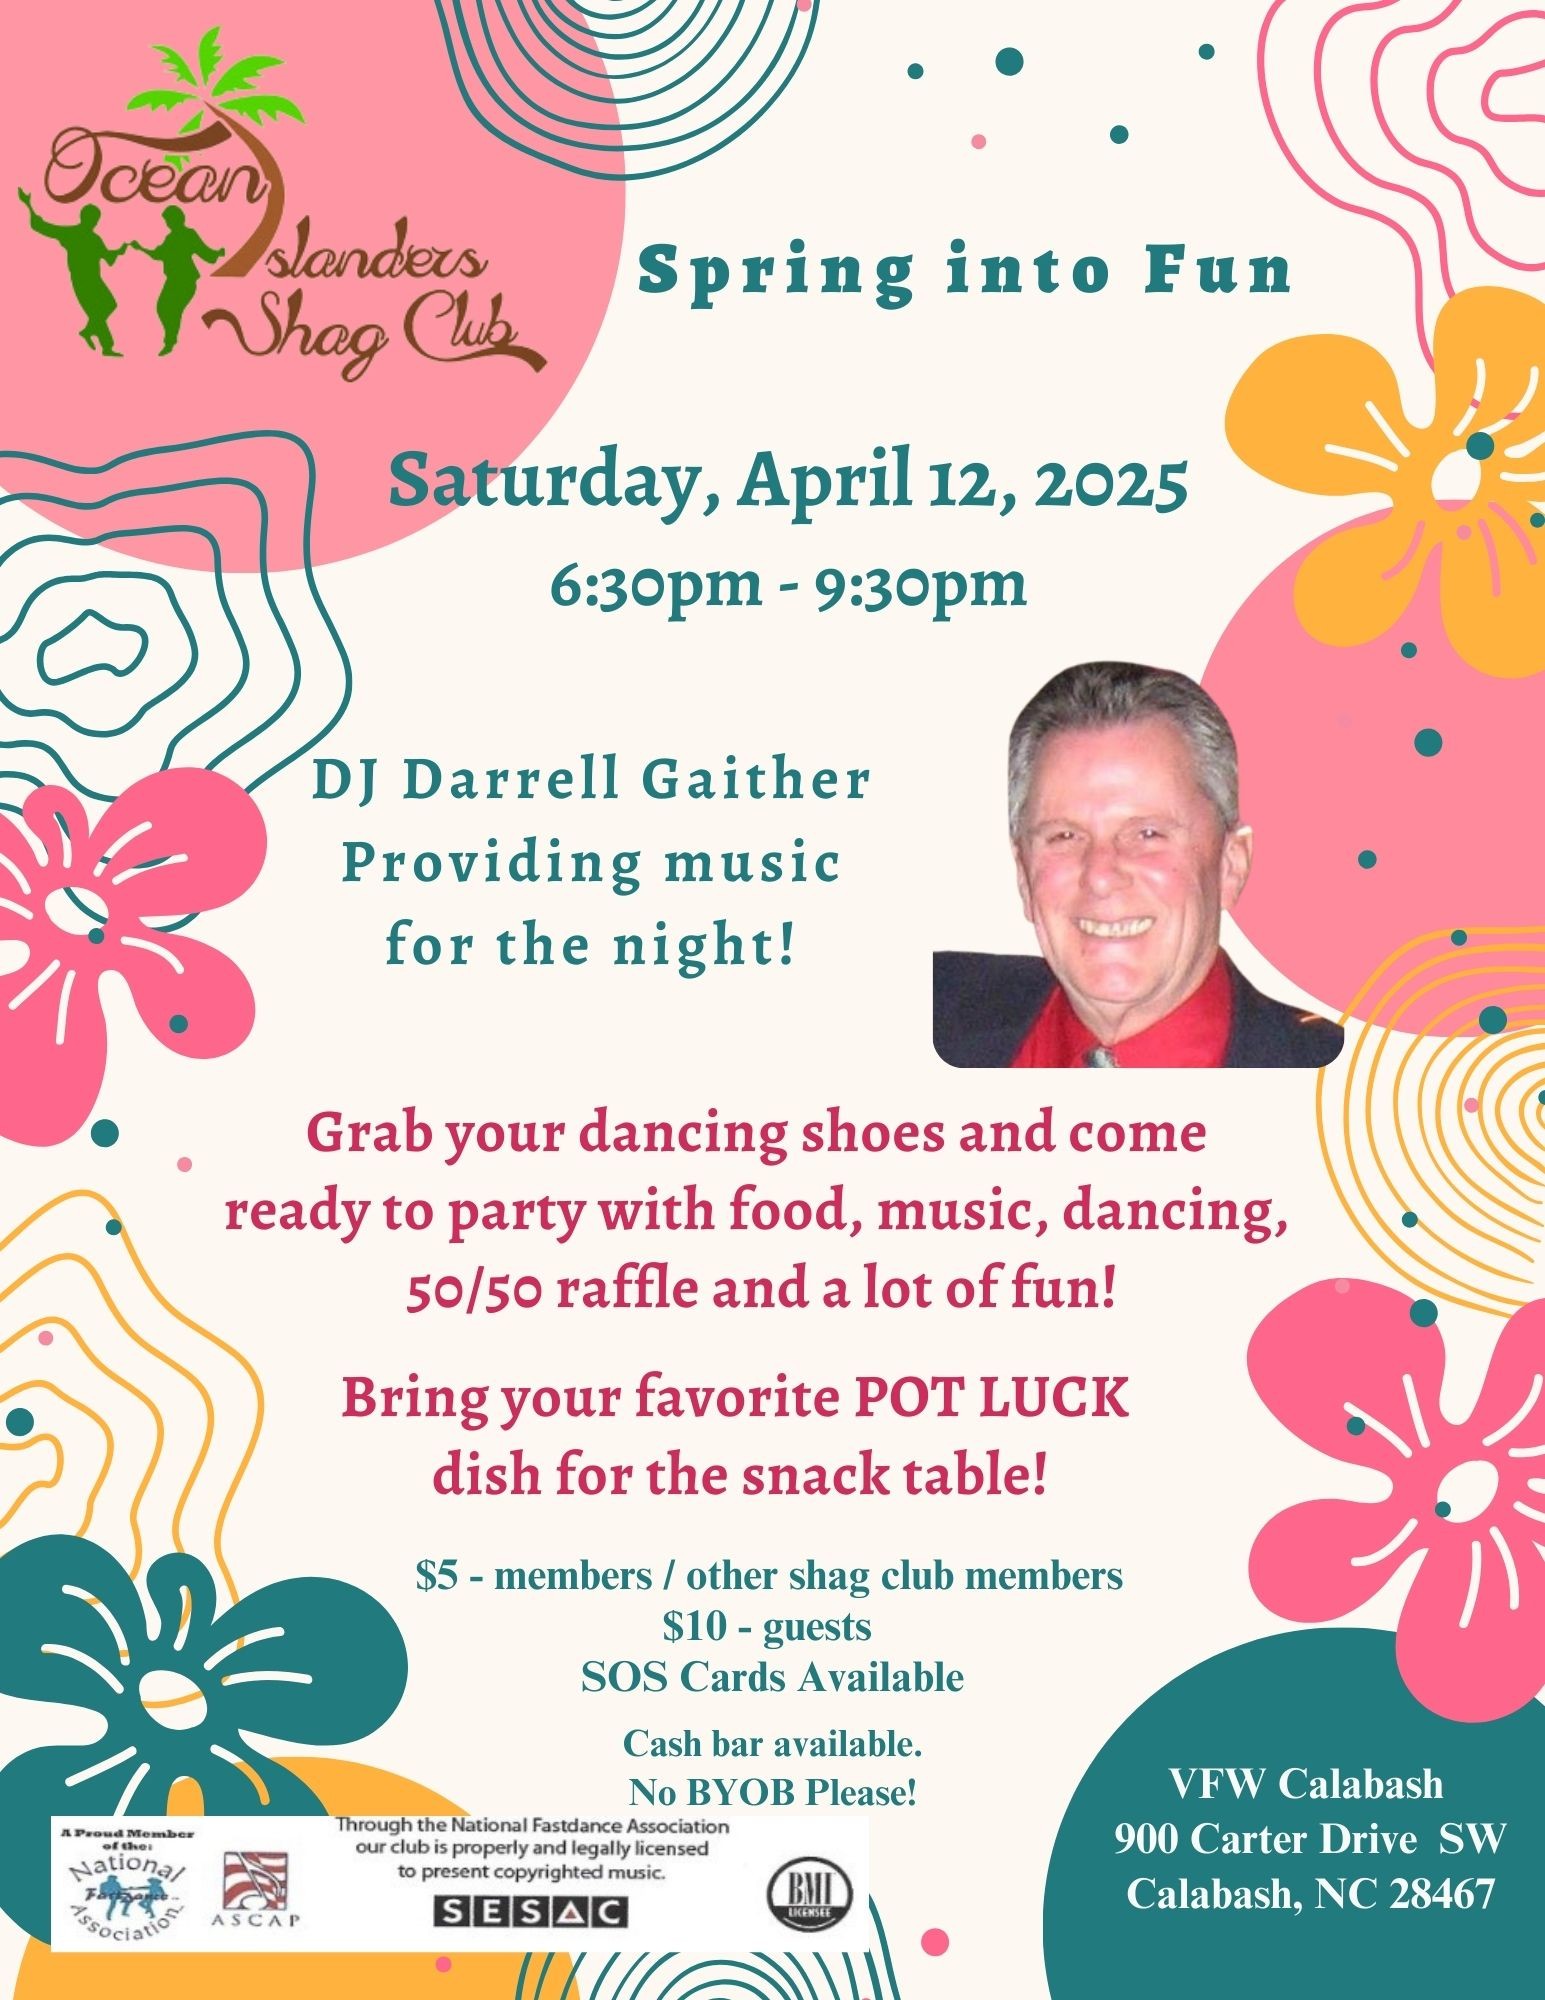 Ocean
Islanders
Shag Club
Spring into Fun
Saturday, April 12, 2025
6:30pm - 9:30pm
DJ Darrell Gaither
Providing music
for the night!
Grab your dancing shoes and come
ready to party with food, music, dancing,
50/50 raffle and a lot of fun!
Bring your favorite POT LUCK
dish for the snack table!
$5 - members / other shag club members
$10 - guests
SOS Cards Available
Cash bar available.
No BYOB Please!
A Proud Member
of the:
National
Fastdance
Association
ASCAP
Through the National Fastdance Association
our club is properly and legally licensed
to present copyrighted music.
SESAC
BMI
LICENSEE
VFW Calabash
900 Carter Drive SW
Calabash, NC 28467